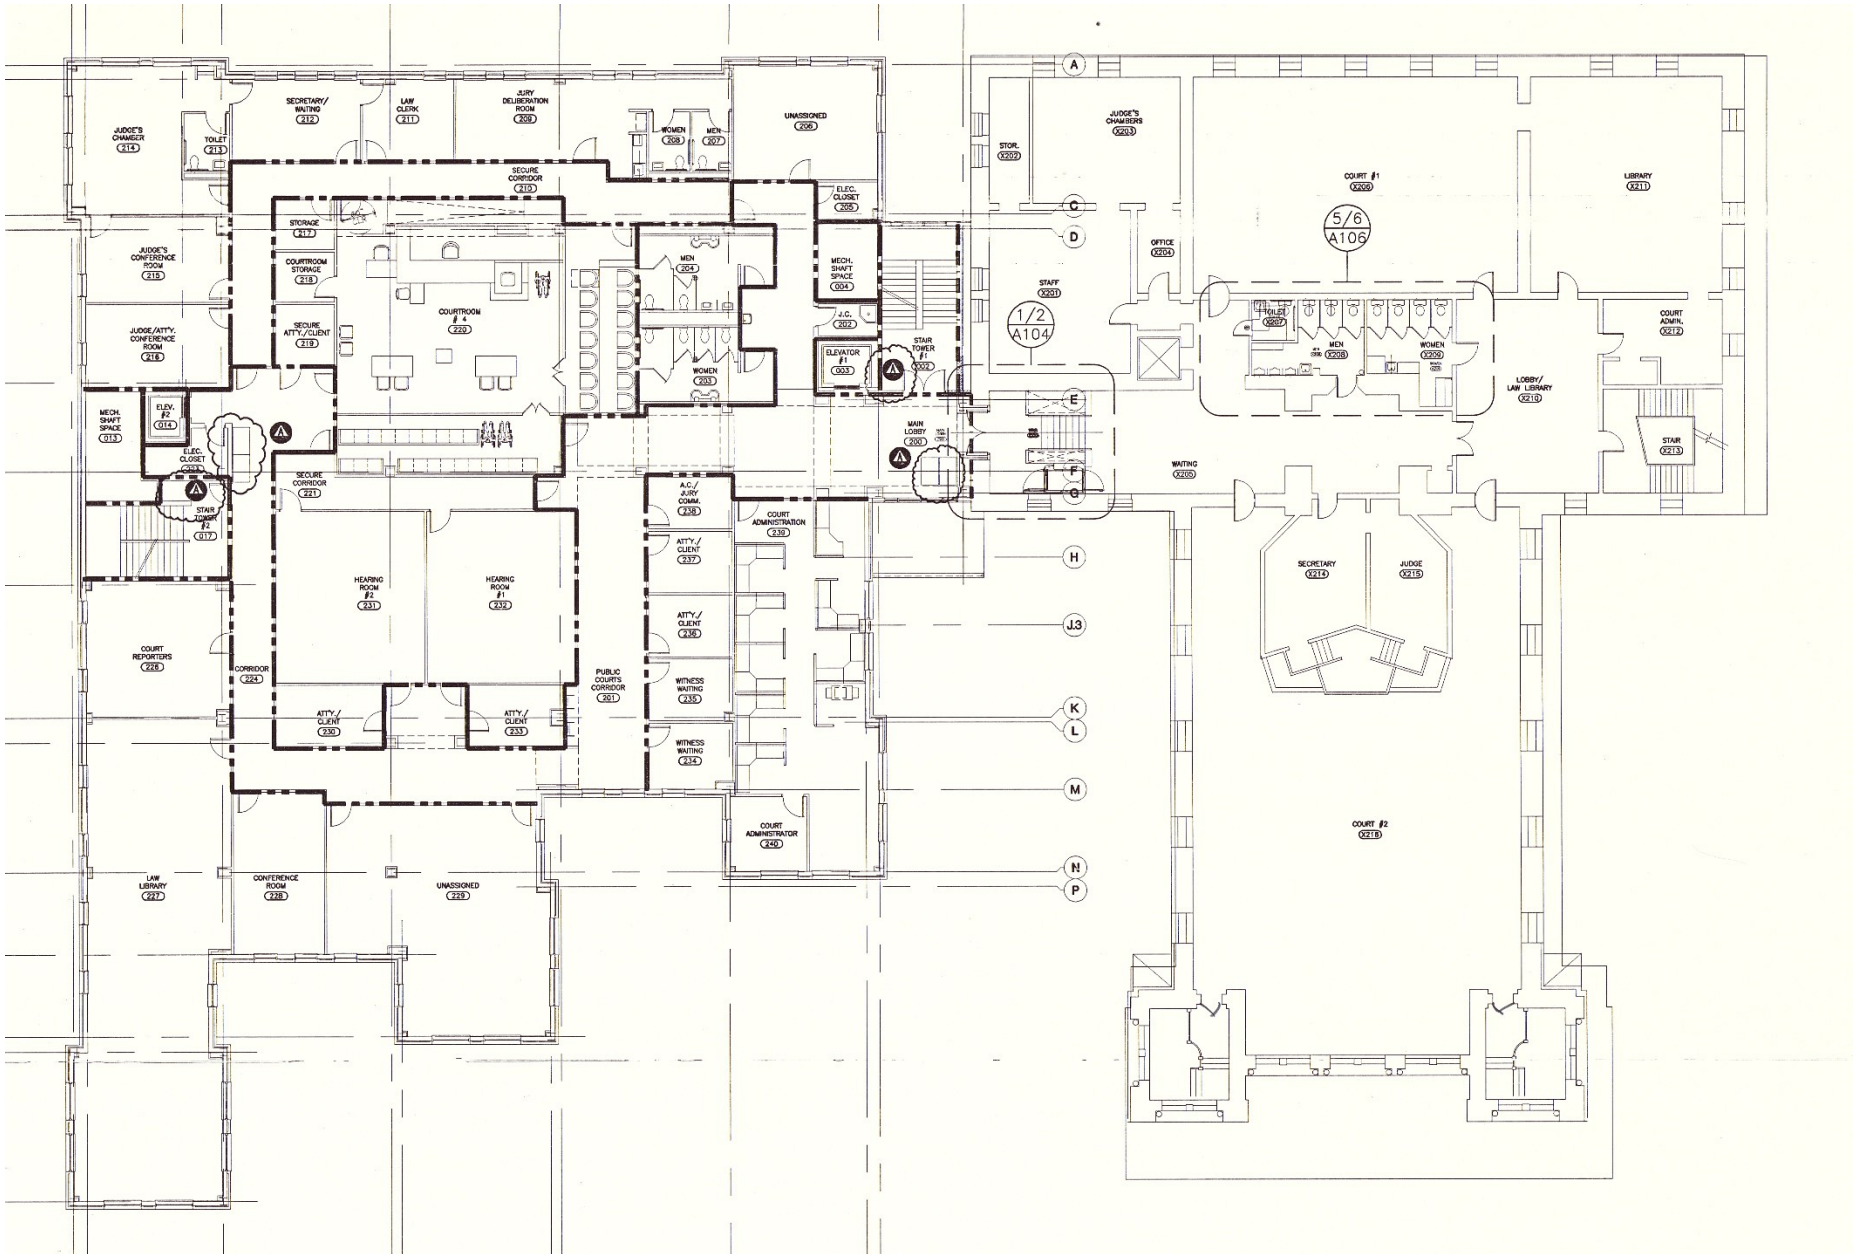 A
SECRETARY/
WAITING
212
LAW
CLERK
211
JURY
DELIBERATION
ROOM
209
UNASSIGNED
206
JUDGE'S
CHAMBER
214
TOILET
213
WOMEN
208
MEN
207
JUDGE'S
CHAMBERS
X203
STOR.
X202
SECURE
CORRIDOR
210
COURT #1
X206
LIBRARY
X211
ELEC.
CLOSET
205
C
D
STORAGE
217
5/6
A106
JUDGE'S
CONFERENCE
ROOM
215
COURTROOM
STORAGE
218
MEN
204
MECH.
SHAFT
SPACE
004
OFFICE
X204
STAFF
X201
COURTROOM
# 4
220
J.C.
202
1/2
A104
TOILET
X207
COURT
ADMIN.
X212
SECURE
ATT'Y./CLIENT
219
JUDGE/ATT'Y.
CONFERENCE
ROOM
216
STAIR
TOWER
#1
002
ELEVATOR
#1
003
MEN
X208
WOMEN
X209
WOMEN
203
LOBBY/
LAW LIBRARY
X210
E
MECH.
SHAFT
SPACE
013
ELEV.
#2
014
MAIN
LOBBY
200
STAIR
X213
ELEC.
CLOSET
WAITING
X205
F
G
SECURE
CORRIDOR
221
A.C./
JURY
COMM.
238
STAIR
TOWER
#2
017
COURT
ADMINISTRATION
239
ATT'Y./
CLIENT
237
H
HEARING
ROOM
#2
231
HEARING
ROOM
#1
232
SECRETARY
X214
JUDGE
X215
ATT'Y./
CLIENT
236
J.3
COURT
REPORTERS
226
CORRIDOR
224
PUBLIC
COURTS
CORRIDOR
201
WITNESS
WAITING
235
K
ATT'Y./
CLIENT
230
ATT'Y./
CLIENT
233
L
WITNESS
WAITING
234
M
COURT #2
X216
COURT
ADMINISTRATOR
240
N
LAW
LIBRARY
227
CONFERENCE
ROOM
228
UNASSIGNED
229
P